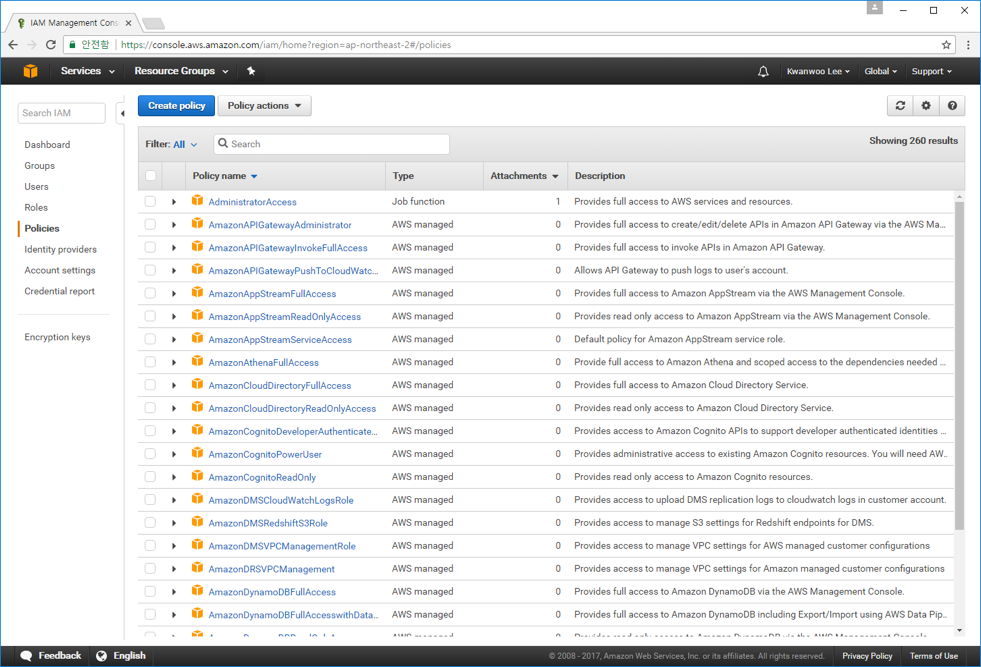 IAM Management Cons
안전함 https://console.aws.amazon.com/iam/home?region=ap-northeast-2#/policies
Services Resource Groups Kwanwoo Lee Global Support
Search IAM
Dashboard
Groups
Users
Roles
Policies
Identity providers
Account settings
Credential report
Encryption keys
Create policy Policy actions
Filter: All Search Showing 260 results
Policy name Type Attachments Description
AdministratorAccess Job function 1 Provides full access to AWS services and resources.
AmazonAPIGatewayAdministrator AWS managed 0 Provides full access to create/edit/delete APIs in Amazon API Gateway via the AWS Ma...
AmazonAPIGatewayInvokeFullAccess AWS managed 0 Provides full access to invoke APIs in Amazon API Gateway.
AmazonAPIGatewayPushToCloudWatc... AWS managed 0 Allows API Gateway to push logs to user's account.
AmazonAppStreamFullAccess AWS managed 0 Provides full access to Amazon AppStream via the AWS Management Console.
AmazonAppStreamReadOnlyAccess AWS managed 0 Provides read only access to Amazon AppStream via the AWS Management Console.
AmazonAppStreamServiceAccess AWS managed 0 Default policy for Amazon AppStream service role.
AmazonAthenaFullAccess AWS managed 0 Provide full access to Amazon Athena and scoped access to the dependencies needed ...
AmazonCloudDirectoryFullAccess AWS managed 0 Provides full access to Amazon Cloud Directory Service.
AmazonCloudDirectoryReadOnlyAccess AWS managed 0 Provides read only access to Amazon Cloud Directory Service.
AmazonCognitoDeveloperAuthenticate... AWS managed 0 Provides access to Amazon Cognito APIs to support developer authenticated identities ...
AmazonCognitoPowerUser AWS managed 0 Provides administrative access to existing Amazon Cognito resources. You will need AW...
AmazonCognitoReadOnly AWS managed 0 Provides read only access to Amazon Cognito resources.
AmazonDMSCloudWatchLogsRole AWS managed 0 Provides access to upload DMS replication logs to cloudwatch logs in customer account.
AmazonDMSRedshiftS3Role AWS managed 0 Provides access to manage S3 settings for Redshift endpoints for DMS.
AmazonDMSVPCManagementRole AWS managed 0 Provides access to manage VPC settings for AWS managed customer configurations
AmazonDRSVPCManagement AWS managed 0 Provides access to manage VPC settings for Amazon managed customer configurations
AmazonDynamoDBFullAccess AWS managed 0 Provides full access to Amazon DynamoDB via the AWS Management Console.
AmazonDynamoDBFullAccesswithData... AWS managed 0 Provides full access to Amazon DynamoDB including Export/Import using AWS Data Pip...
Feedback English © 2008 - 2017, Amazon Web Services, Inc. or its affiliates. All rights reserved. Privacy Policy Terms of Use